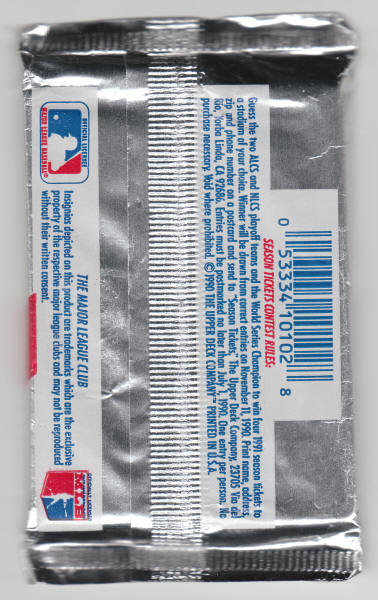 0 53334 10102 8
SEASON TICKETS CONTEST RULES:
Guess the two ALCS and NLCS playoff teams and the World Series Champion to win four 1991 season tickets to
a stadium of your choice. Winner will be drawn from correct entries on November 11, 1990. Print name, address,
zip and phone number on a postcard and send to "Season Tickets," The Upper Deck Company, 23705 Via del
Rio, Yorba Linda, CA 92686. Entries must be postmarked no later than July 1, 1990. One entry per person. No
purchase necessary. Void where prohibited. © 1990 THE UPPER DECK COMPANY™ PRINTED IN U.S.A.
OFFICIAL LICENSEE
MAJOR LEAGUE BASEBALL®
THE MAJOR LEAGUE CLUB
insignias depicted on this product are trademarks which are the exclusive
property of the respective major league clubs and may not be reproduced
without their written consent.
OFFICIALLY LICENSED